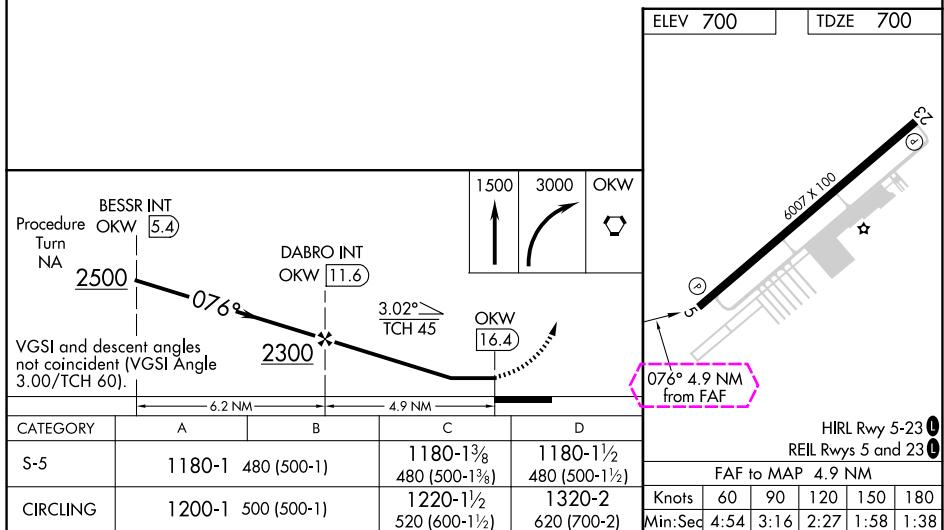 ELEV 700
TDZE 700
23
P
6007 X 100
P
5
076° 4.9 NM
from FAF
HIRL Rwy 5-23 L
REIL Rwys 5 and 23 L
FAF to MAP 4.9 NM
Knots 60 90 120 150 180
Min:Sec 4:54 3:16 2:27 1:58 1:38
1500 3000 OKW
BESSR INT
OKW 5.4
Procedure
Turn
NA
2500
076°
DABRO INT
OKW 11.6
2300
3.02°
TCH 45
OKW
16.4
VGSI and descent angles
not coincident (VGSI Angle
3.00/TCH 60).
6.2 NM 4.9 NM
CATEGORY A B C D
S-5 1180-1 480 (500-1) 1180-1⅜ 480 (500-1⅜) 1180-1½ 480 (500-1½)
CIRCLING 1200-1 500 (500-1) 1220-1½ 520 (600-1½) 1320-2 620 (700-2)